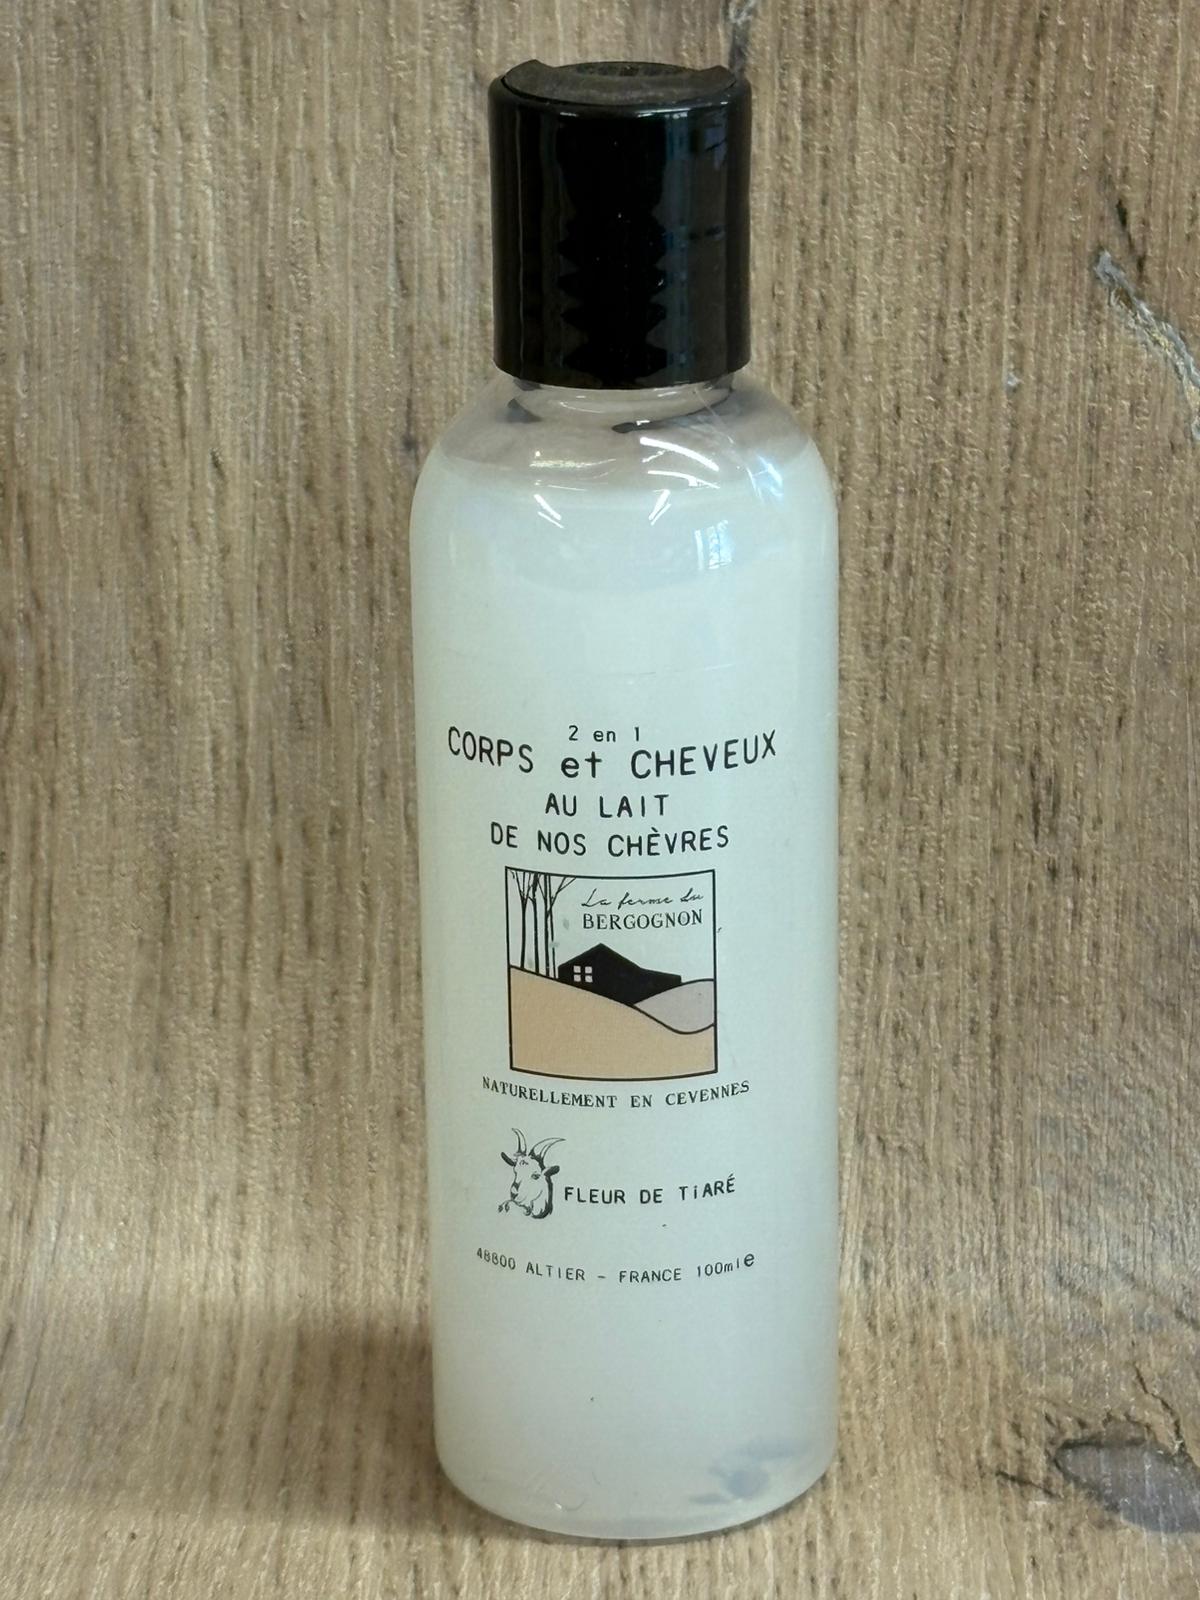 2 en 1
CORPS et CHEVEUX
AU LAIT
DE NOS CHÈVRES
La ferme du
BERGOGNON
NATURELLEMENT EN CEVENNES
FLEUR DE TiARÉ
48800 ALTIER - FRANCE 100ml e